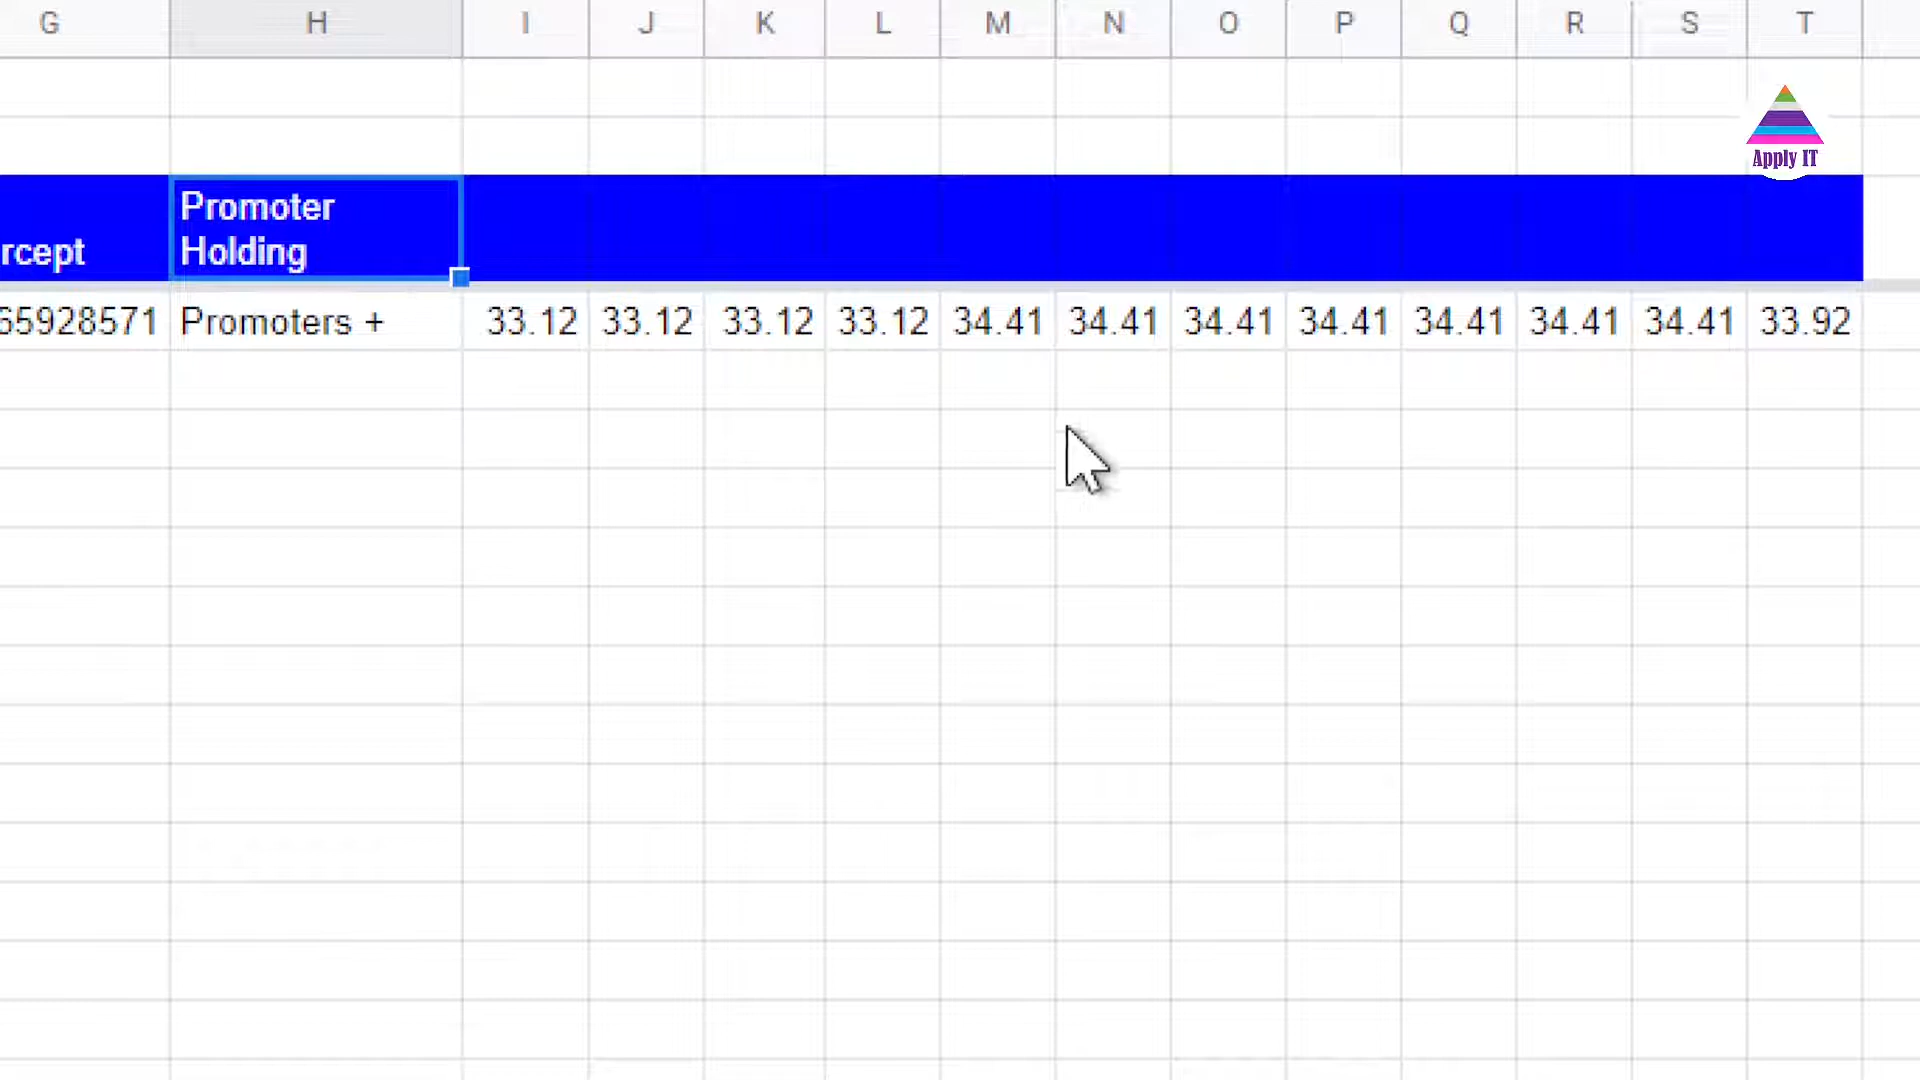 G H I J K L M N O P Q R S T
Apply IT
Promoter
Holding
rcept
65928571 Promoters + 33.12 33.12 33.12 33.12 34.41 34.41 34.41 34.41 34.41 34.41 34.41 33.92